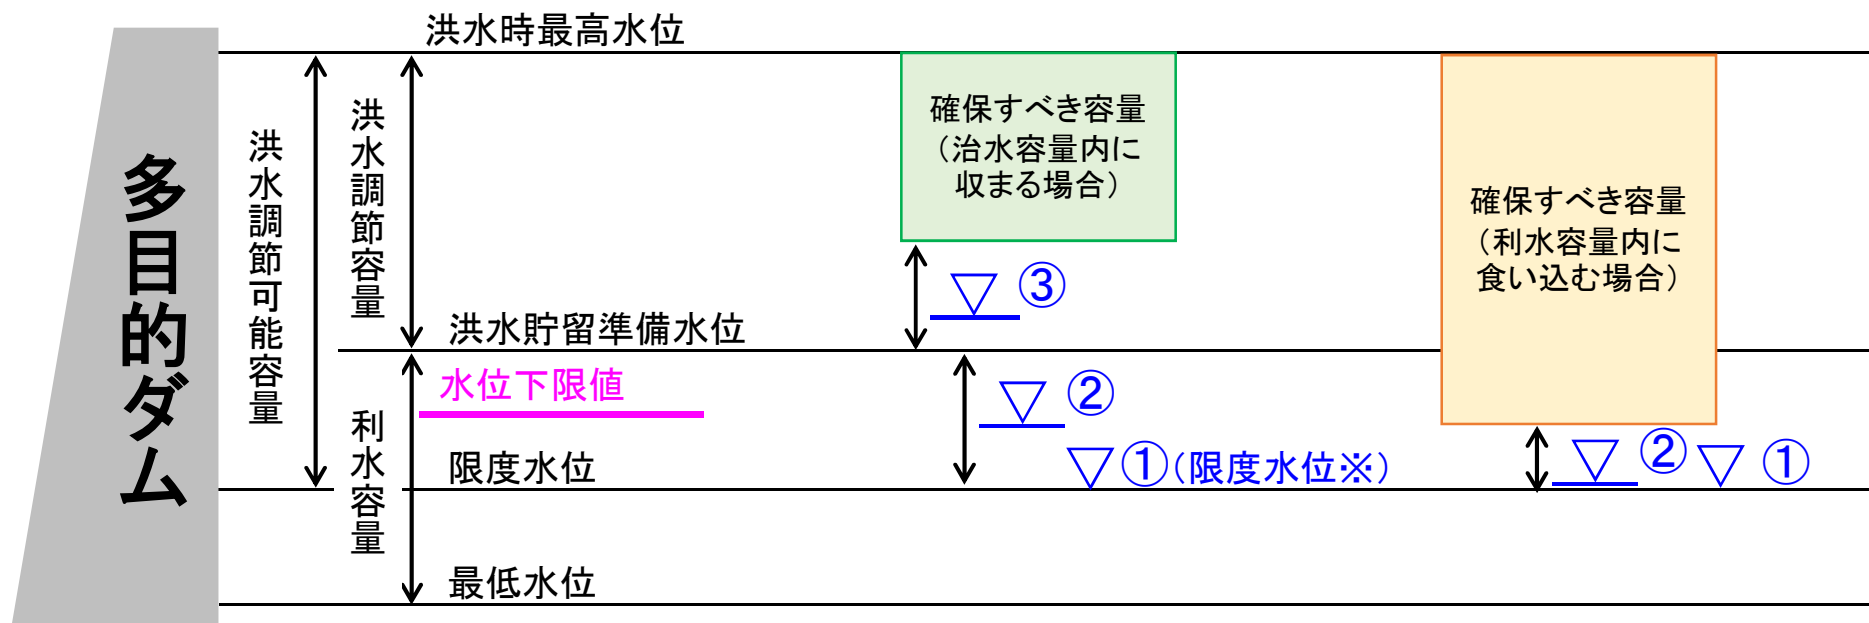 洪水時最高水位
多目的ダム
洪水調節可能容量
洪水調節容量
確保すべき容量
（治水容量内に
収まる場合）
確保すべき容量
（利水容量内に
食い込む場合）
▽③
洪水貯留準備水位
水位下限値
▽②
利水容量
限度水位
▽①（限度水位※）
▽②▽①
最低水位